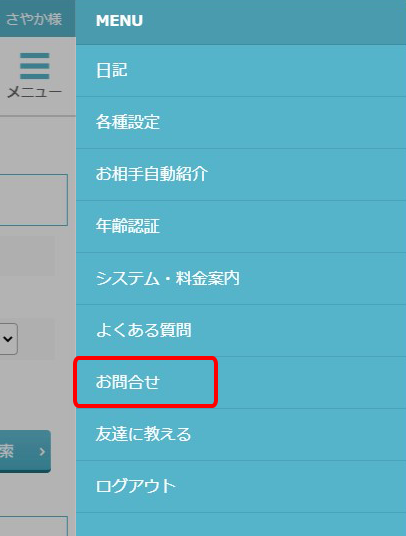 さやか様
MENU
メニュー
日記
各種設定
お相手自動紹介
年齢認証
システム・料金案内
よくある質問
お問合せ
友達に教える
索
ログアウト